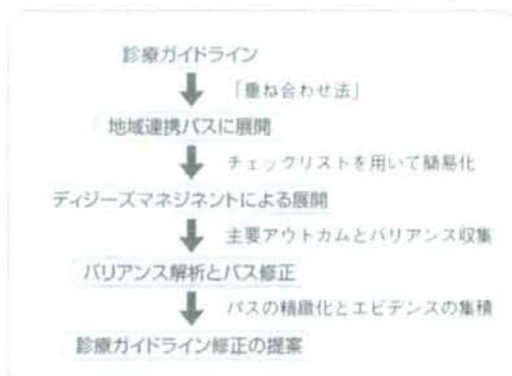 診療ガイドライン
「重ね合わせ法」
地域連携パスに展開
チェックリストを用いて簡易化
ディジーズマネジネントによる展開
主要アウトカムとバリアンス収集
バリアンス解析とパス修正
パスの精緻化とエビデンスの集積
診療ガイドライン修正の提案